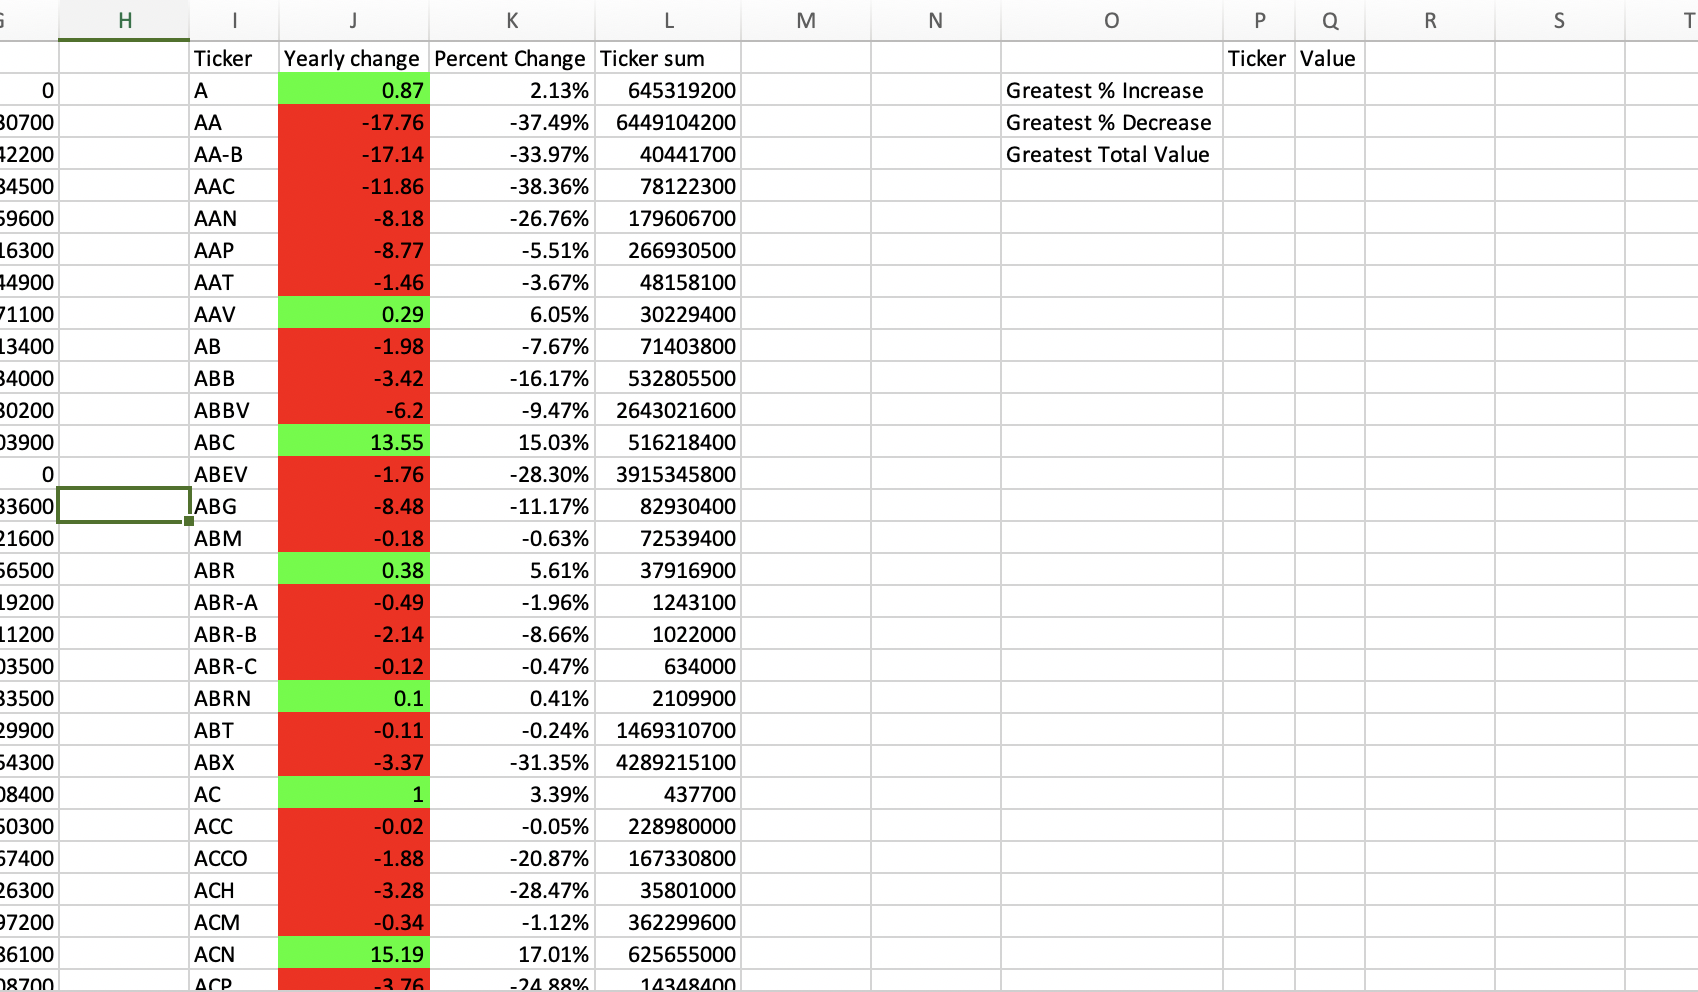 G H I J K L M N O P Q R S T
Ticker Yearly change Percent Change Ticker sum Ticker Value
0 A 0.87 2.13% 645319200 Greatest % Increase
30700 AA -17.76 -37.49% 6449104200 Greatest % Decrease
42200 AA-B -17.14 -33.97% 40441700 Greatest Total Value
84500 AAC -11.86 -38.36% 78122300
59600 AAN -8.18 -26.76% 179606700
16300 AAP -8.77 -5.51% 266930500
44900 AAT -1.46 -3.67% 48158100
71100 AAV 0.29 6.05% 30229400
13400 AB -1.98 -7.67% 71403800
34000 ABB -3.42 -16.17% 532805500
30200 ABBV -6.2 -9.47% 2643021600
03900 ABC 13.55 15.03% 516218400
0 ABEV -1.76 -28.30% 3915345800
33600 ABG -8.48 -11.17% 82930400
21600 ABM -0.18 -0.63% 72539400
56500 ABR 0.38 5.61% 37916900
19200 ABR-A -0.49 -1.96% 1243100
11200 ABR-B -2.14 -8.66% 1022000
03500 ABR-C -0.12 -0.47% 634000
33500 ABRN 0.1 0.41% 2109900
29900 ABT -0.11 -0.24% 1469310700
54300 ABX -3.37 -31.35% 4289215100
08400 AC 1 3.39% 437700
50300 ACC -0.02 -0.05% 228980000
67400 ACCO -1.88 -20.87% 167330800
26300 ACH -3.28 -28.47% 35801000
97200 ACM -0.34 -1.12% 362299600
36100 ACN 15.19 17.01% 625655000
08700 ACP -3.76 -24.88% 14348400